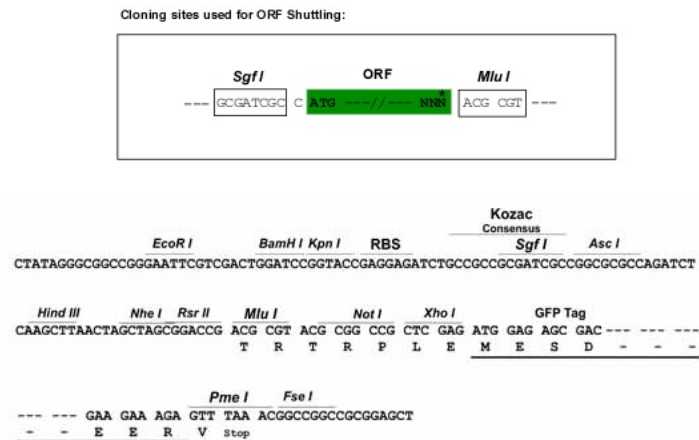 Cloning sites used for ORF Shuttling:
Sgf I ORF Mlu I
--- GCGATCGC C ATG ---//--- NNN* ACG CGT ---
Kozac
Consensus
EcoR I BamH I Kpn I RBS Sgf I Asc I
CTATAGGGCGGCCGGGAATTCGTCGACTGGATCCGGTACCGAGGAGATCTGCCGCCGCGATCGCCGGCGCGCCAGATCT
Hind III Nhe I Rsr II Mlu I Not I Xho I GFP Tag
CAAGCTTAACTAGCTAGCGGACCG ACG CGT ACG CGG CCG CTC GAG ATG GAG AGC GAC --- --- ---
T R T R P L E M E S D - - -
Pme I Fse I
--- --- GAA GAA AGA GTT TAA ACGGCCGGCCGCGGAGCT
- - E E R V Stop